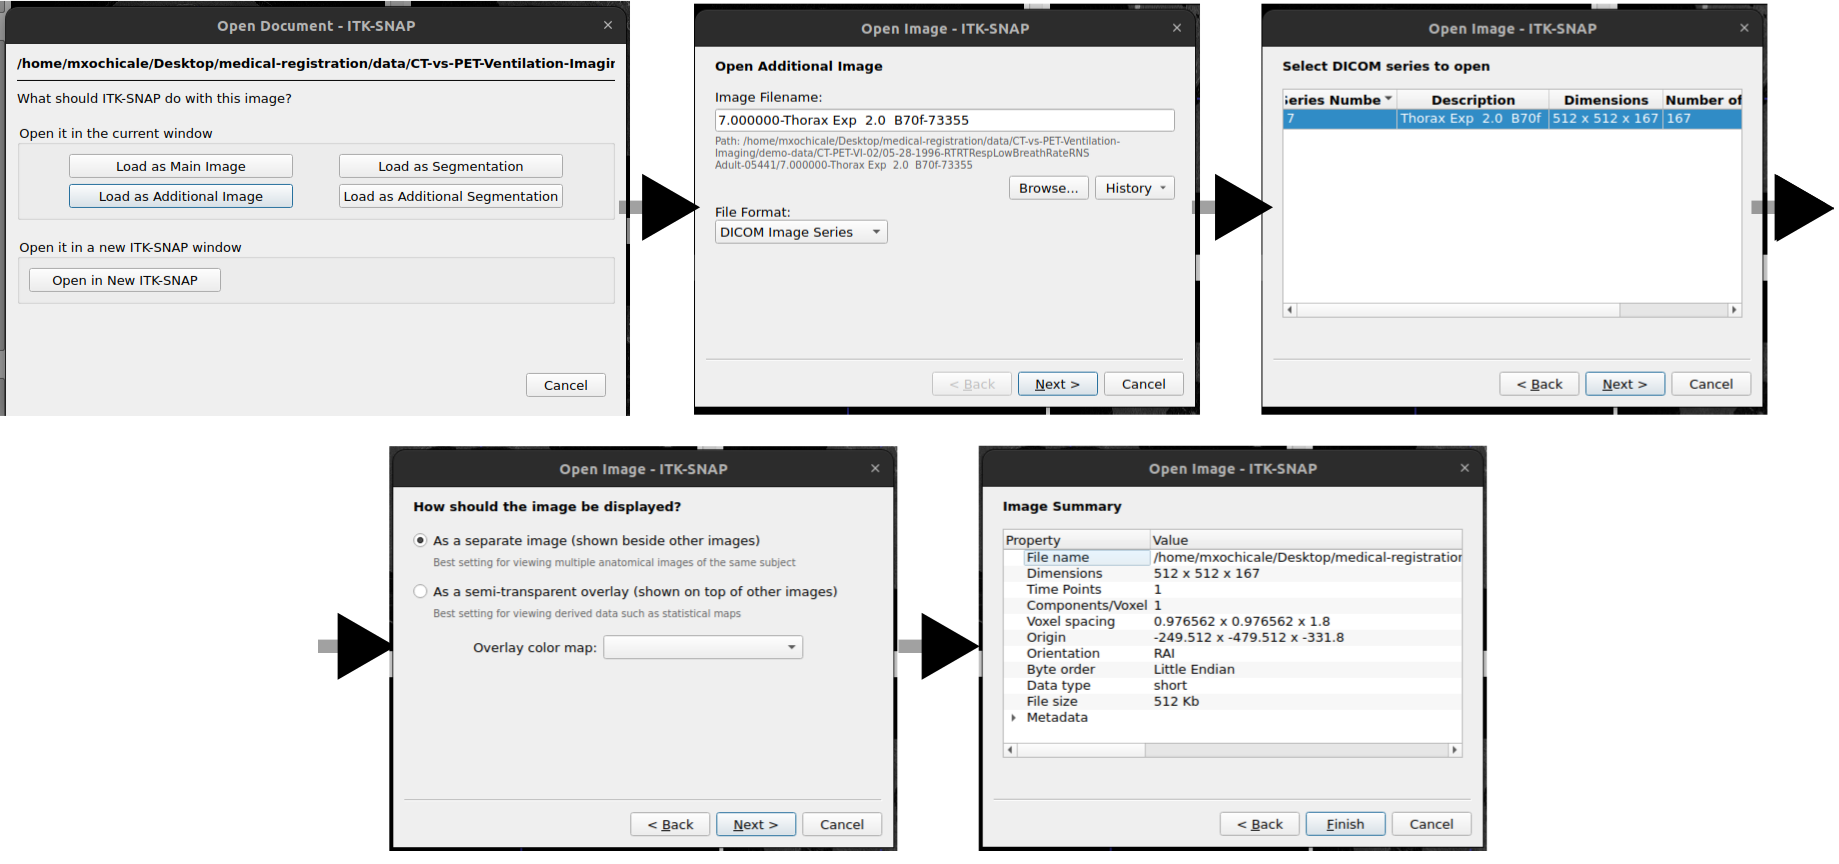 Open Document - ITK-SNAP
/home/mxochicale/Desktop/medical-registration/data/CT-vs-PET-Ventilation-Imagin
What should ITK-SNAP do with this image?
Open it in the current window
Load as Main Image
Load as Segmentation
Load as Additional Image
Load as Additional Segmentation
Open it in a new ITK-SNAP window
Open in New ITK-SNAP
Cancel
Open Image - ITK-SNAP
Open Additional Image
Image Filename:
7.000000-Thorax Exp  2.0  B70f-73355
Path: /home/mxochicale/Desktop/medical-registration/data/CT-vs-PET-Ventilation-
Imaging/demo-data/CT-PET-VI-02/05-28-1996-RTRTRespLowBreathRateRNS
Adult-05441/7.000000-Thorax Exp  2.0  B70f-73355
Browse...
History
File Format:
DICOM Image Series
< Back
Next >
Cancel
Open Image - ITK-SNAP
Select DICOM series to open
Series Numbe Description Dimensions Number of
7 Thorax Exp  2.0  B70f 512 x 512 x 167 167
< Back
Next >
Cancel
Open Image - ITK-SNAP
How should the image be displayed?
As a separate image (shown beside other images)
Best setting for viewing multiple anatomical images of the same subject
As a semi-transparent overlay (shown on top of other images)
Best setting for viewing derived data such as statistical maps
Overlay color map:
< Back
Next >
Cancel
Open Image - ITK-SNAP
Image Summary
Property Value
File name /home/mxochicale/Desktop/medical-registration
Dimensions 512 x 512 x 167
Time Points 1
Components/Voxel 1
Voxel spacing 0.976562 x 0.976562 x 1.8
Origin -249.512 x -479.512 x -331.8
Orientation RAI
Byte order Little Endian
Data type short
File size 512 Kb
Metadata
< Back
Finish
Cancel